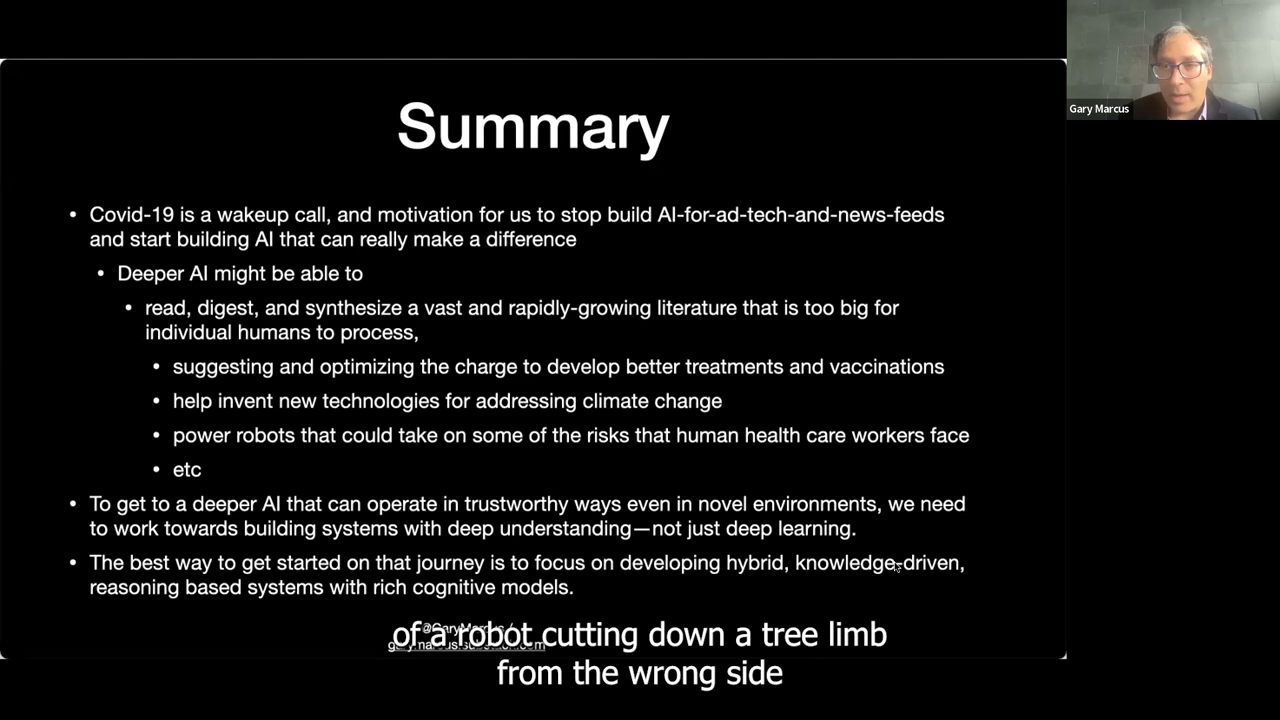 Gary Marcus
Summary
• Covid-19 is a wakeup call, and motivation for us to stop build AI-for-ad-tech-and-news-feeds
and start building AI that can really make a difference
• Deeper AI might be able to
• read, digest, and synthesize a vast and rapidly-growing literature that is too big for
individual humans to process,
• suggesting and optimizing the charge to develop better treatments and vaccinations
• help invent new technologies for addressing climate change
• power robots that could take on some of the risks that human health care workers face
• etc
• To get to a deeper AI that can operate in trustworthy ways even in novel environments, we need
to work towards building systems with deep understanding—not just deep learning.
• The best way to get started on that journey is to focus on developing hybrid, knowledge-driven,
reasoning based systems with rich cognitive models.
@GaryMarcus /
garymarcus.substack.com
of a robot cutting down a tree limb
from the wrong side